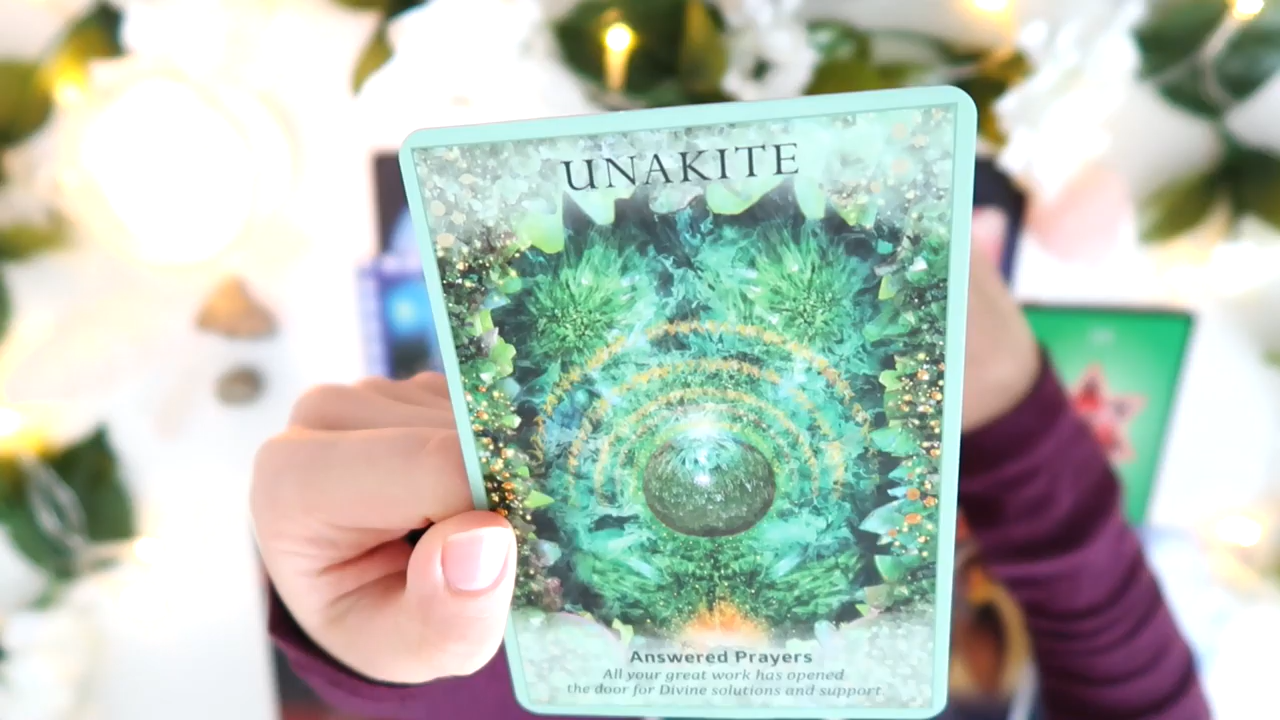 UNAKITE
Answered Prayers
All your great work has opened
the door for Divine solutions and support